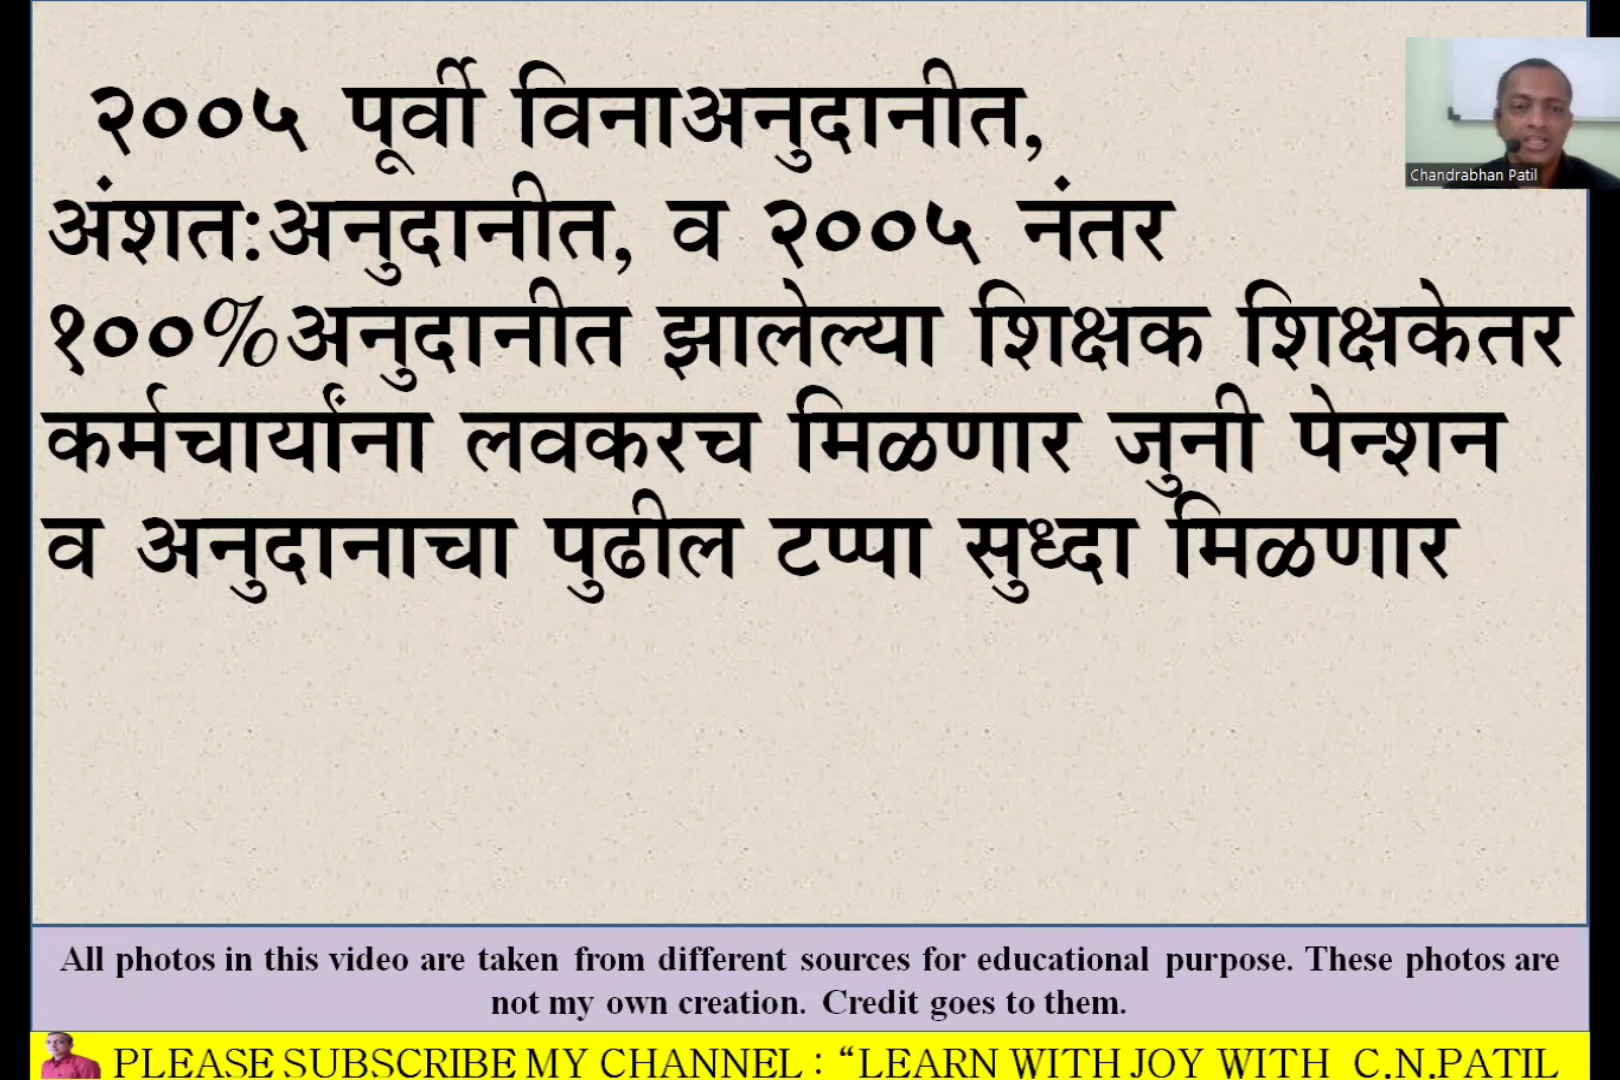 २००५ पूर्वी विनाअनुदानीत,
अंशत:अनुदानीत, व २००५ नंतर
१००%अनुदानीत झालेल्या शिक्षक शिक्षकेतर
कर्मचार्यांना लवकरच मिळणार जुनी पेन्शन
व अनुदानाचा पुढील टप्पा सुध्दा मिळणार
Chandrabhan Patil
All photos in this video are taken from different sources for educational purpose. These photos are
not my own creation. Credit goes to them.
PLEASE SUBSCRIBE MY CHANNEL : “LEARN WITH JOY WITH C.N.PATIL